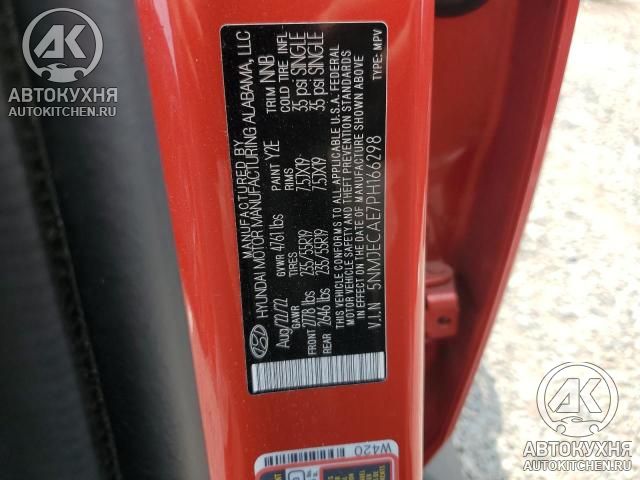 AK
АВТОКУХНЯ
AUTOKITCHEN.RU
MANUFACTURED BY
HYUNDAI MOTOR MANUFACTURING ALABAMA, LLC
Aug/22/22 GVWR 4761 lbs PAINT Y2E TRIM NNB
GAWR TIRES RIMS COLD TIRE INFL.
FRONT 2778 lbs 235/55R19 7.5JX19 35 PSI SINGLE
REAR 2646 lbs 235/55R19 7.5JX19 35 PSI SINGLE
THIS VEHICLE CONFORMS TO ALL APPLICABLE U.S.A. FEDERAL
MOTOR VEHICLE SAFETY AND THEFT PREVENTION STANDARDS
IN EFFECT ON THE DATE OF MANUFACTURE SHOWN ABOVE
V.I.N 5NMJECAE7PH166298 TYPE: MPV
W420
AK
АВТОКУХНЯ
AUTOKITCHEN.RU